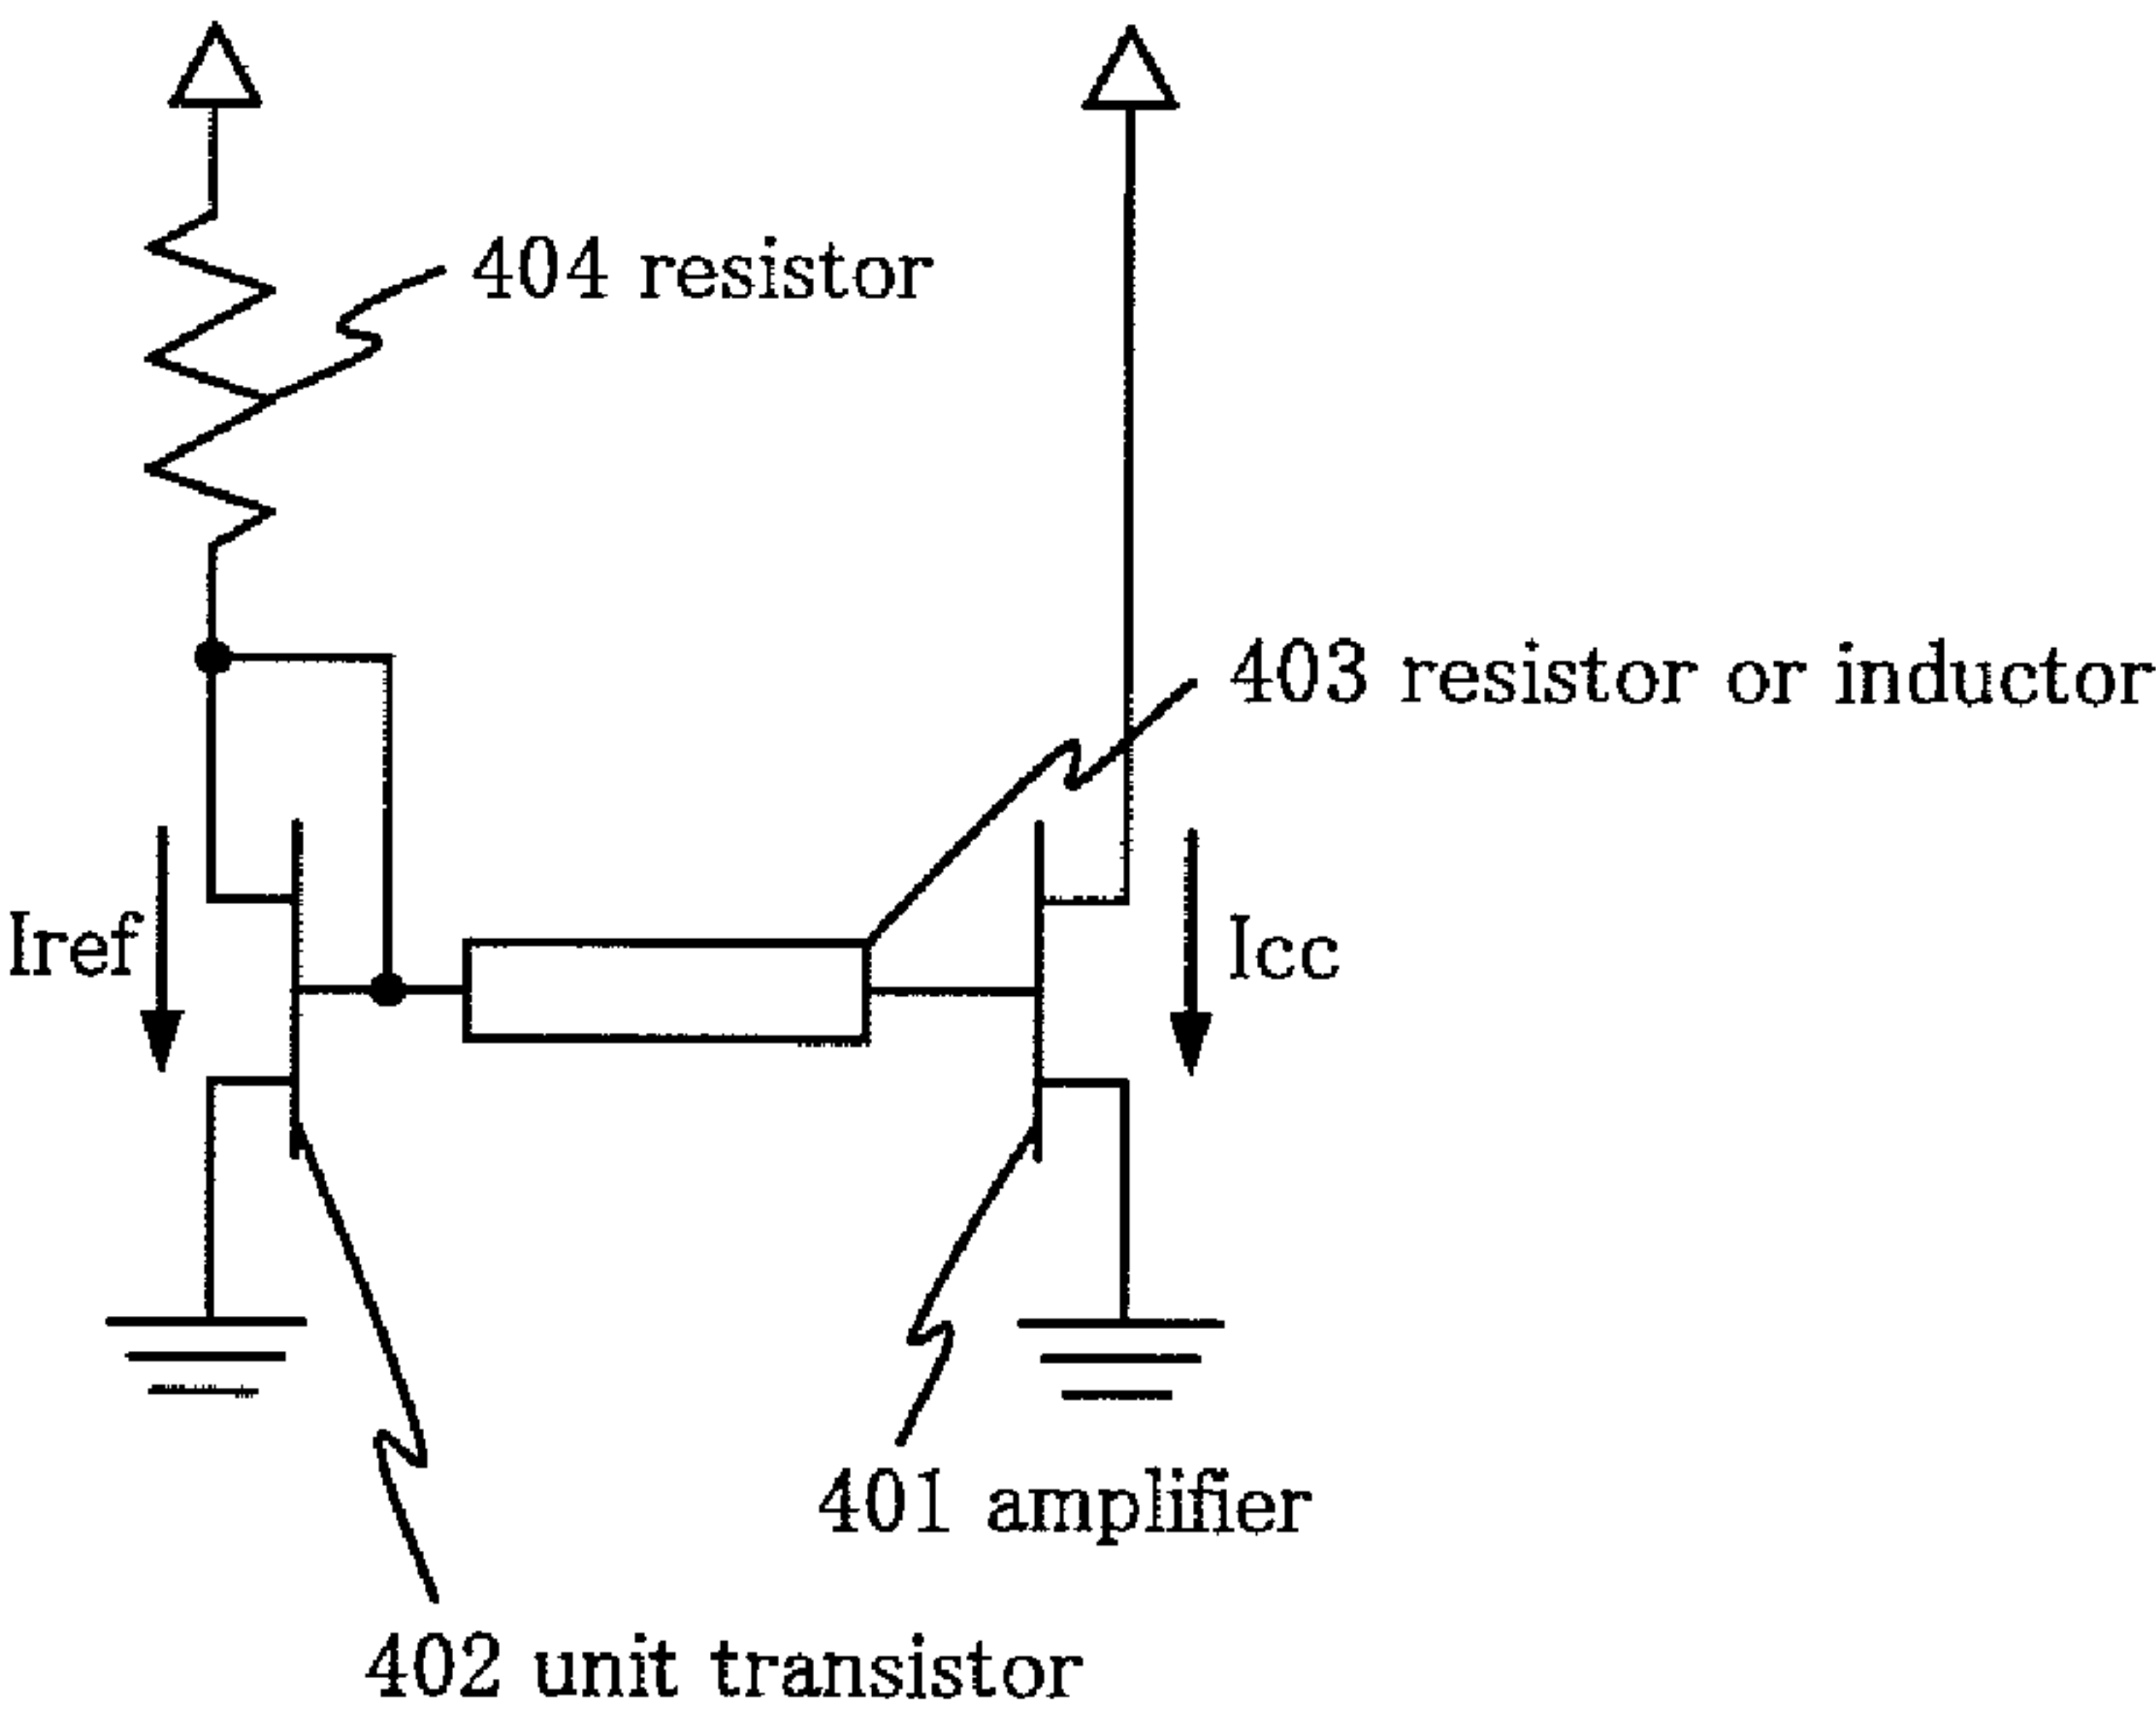 404 resistor
403 resistor or inductor
Iref
Icc
401 amplifier
402 unit transistor